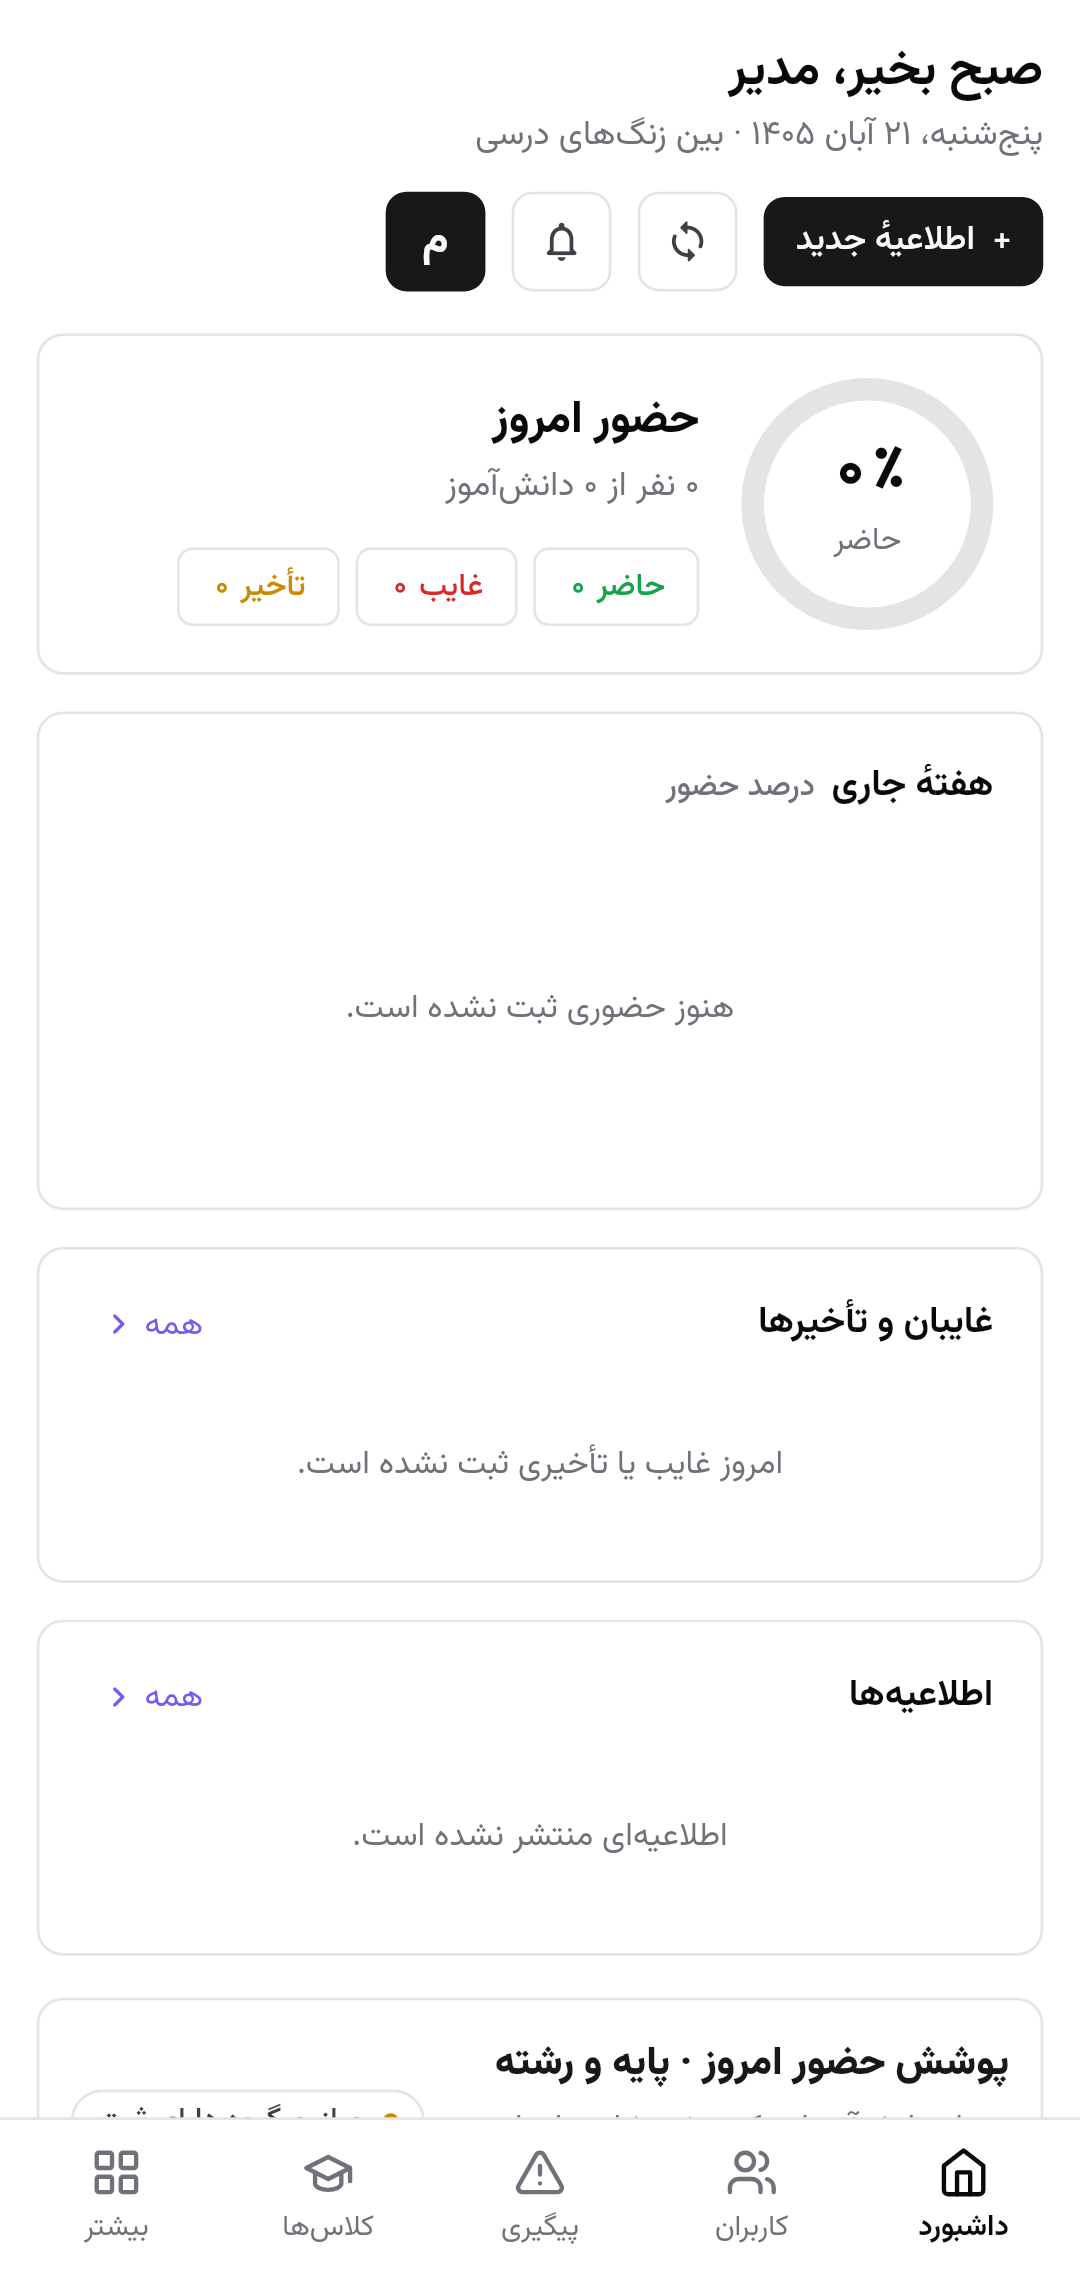 صبح بخیر، مدیر
پنج‌شنبه، ۲۱ آبان ۱۴۰۵ · بین زنگ‌های درسی
+ اطلاعیهٔ جدید
م
۰٪
حاضر
حضور امروز
۰ نفر از ۰ دانش‌آموز
حاضر ۰
غایب ۰
تأخیر ۰
هفتهٔ جاری درصد حضور
هنوز حضوری ثبت نشده است.
غایبان و تأخیرها
همه
امروز غایب یا تأخیری ثبت نشده است.
اطلاعیه‌ها
همه
اطلاعیه‌ای منتشر نشده است.
پوشش حضور امروز · پایه و رشته
داشبورد
کاربران
پیگیری
کلاس‌ها
بیشتر